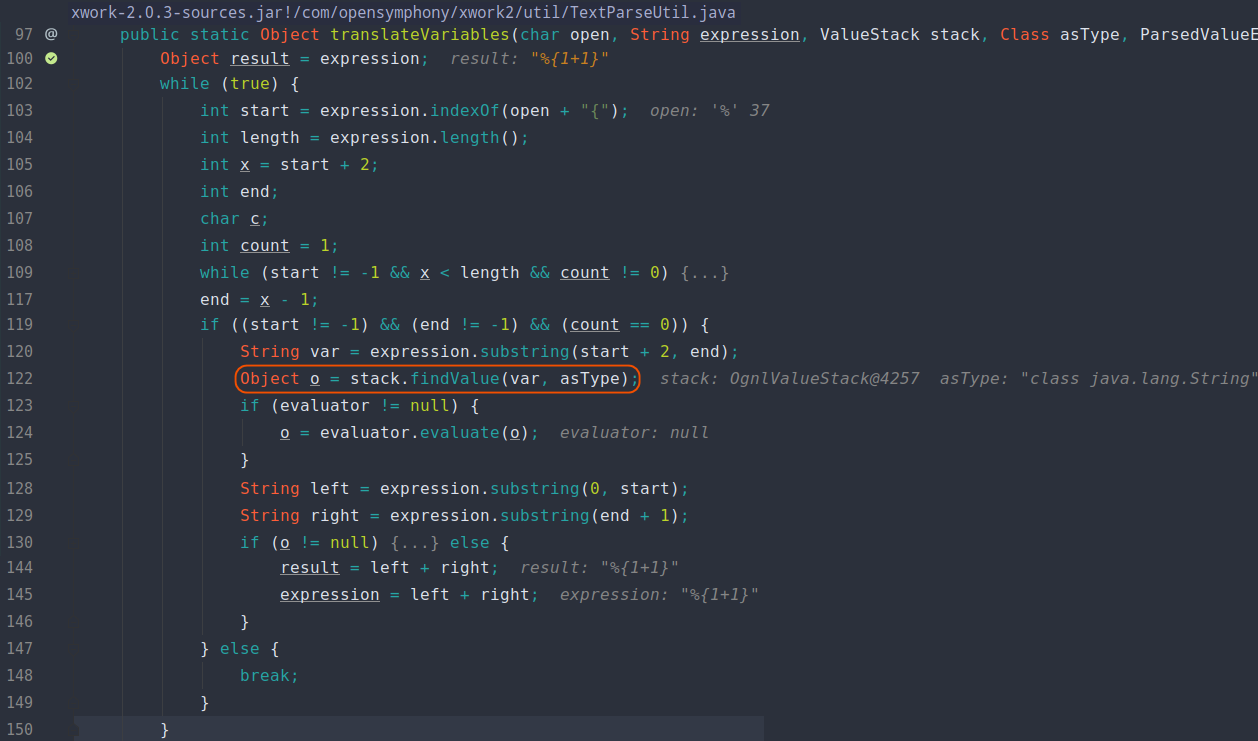 xwork-2.0.3-sources.jar!/com/opensymphony/xwork2/util/TextParseUtil.java
97 @ public static Object translateVariables(char open, String expression, ValueStack stack, Class asType, ParsedValueE
100 Object result = expression; result: "%{1+1}"
102 while (true) {
103 int start = expression.indexOf(open + "{"); open: '%' 37
104 int length = expression.length();
105 int x = start + 2;
106 int end;
107 char c;
108 int count = 1;
109 while (start != -1 && x < length && count != 0) {...}
117 end = x - 1;
119 if ((start != -1) && (end != -1) && (count == 0)) {
120 String var = expression.substring(start + 2, end);
122 Object o = stack.findValue(var, asType); stack: OgnlValueStack@4257 asType: "class java.lang.String"
123 if (evaluator != null) {
124 o = evaluator.evaluate(o); evaluator: null
125 }
128 String left = expression.substring(0, start);
129 String right = expression.substring(end + 1);
130 if (o != null) {...} else {
144 result = left + right; result: "%{1+1}"
145 expression = left + right; expression: "%{1+1}"
146 }
147 } else {
148 break;
149 }
150 }